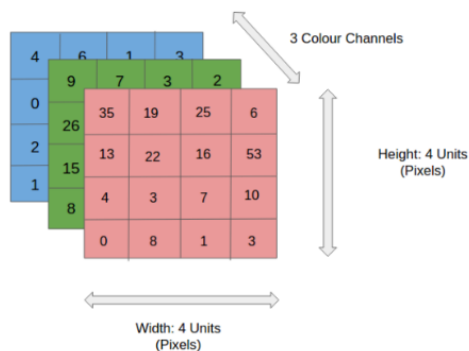 3 Colour Channels
4 6 1 3
0
2
1
9 7 3 2
26
15
8
35 19 25 6
13 22 16 53
4 3 7 10
0 8 1 3
Height: 4 Units
(Pixels)
Width: 4 Units
(Pixels)